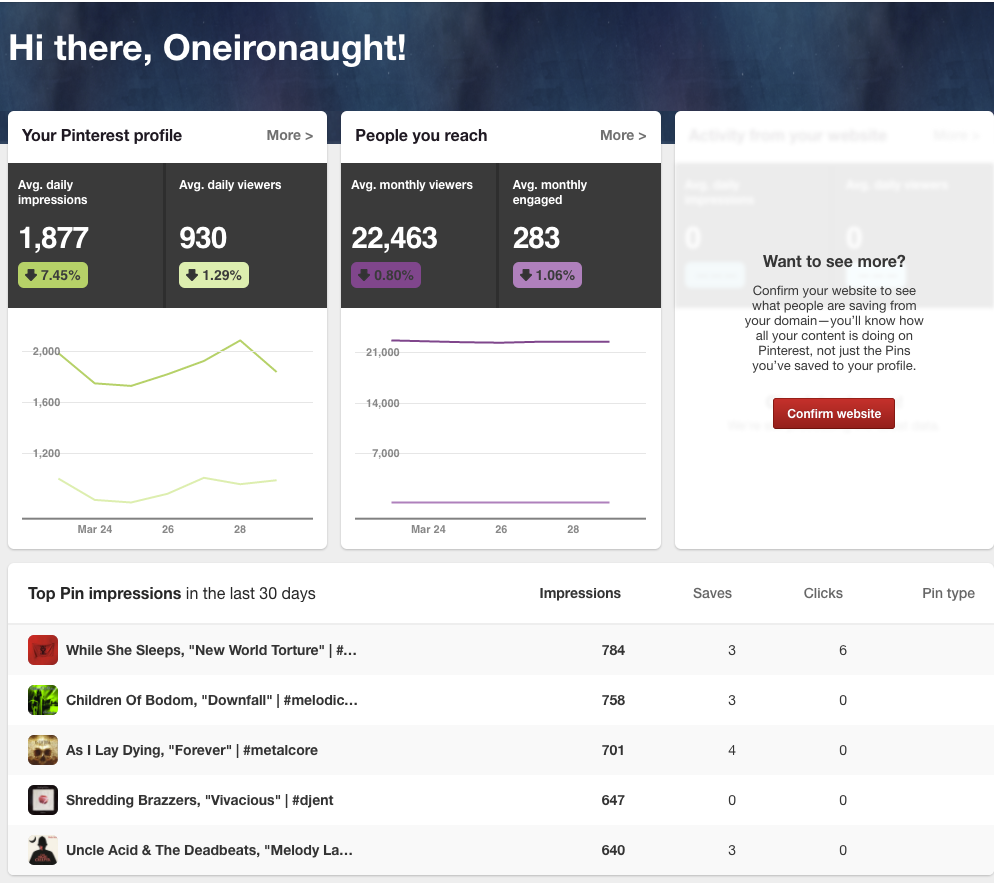 Hi there, Oneironaught!
Your Pinterest profile More >
Avg. daily
impressions
Avg. daily viewers
1,877
930
7.45%
1.29%
2,000
1,600
1,200
Mar 24 26 28
People you reach More >
Avg. monthly viewers
Avg. monthly
engaged
22,463
283
0.80%
1.06%
21,000
14,000
7,000
Mar 24 26 28
Activity from your website More >
Avg. daily
impressions
Avg. daily viewers
0
0
Want to see more?
Confirm your website to see
what people are saving from
your domain—you'll know how
all your content is doing on
Pinterest, not just the Pins
you've saved to your profile.
Confirm website
Top Pin impressions in the last 30 days Impressions Saves Clicks Pin type
While She Sleeps, "New World Torture" | #... 784 3 6
Children Of Bodom, "Downfall" | #melodic... 758 3 0
As I Lay Dying, "Forever" | #metalcore 701 4 0
Shredding Brazzers, "Vivacious" | #djent 647 0 0
Uncle Acid & The Deadbeats, "Melody La... 640 3 0